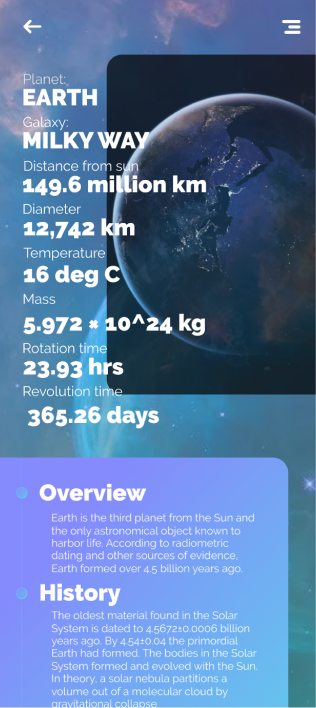 Planet:
EARTH
Galaxy:
MILKY WAY
Distance from sun
149.6 million km
Diameter
12,742 km
Temperature
16 deg C
Mass
5.972 * 10^24 kg
Rotation time
23.93 hrs
Revolution time
365.26 days
Overview
Earth is the third planet from the Sun and
the only astronomical object known to
harbor life. According to radiometric
dating and other sources of evidence,
Earth formed over 4.5 billion years ago.
History
The oldest material found in the Solar
System is dated to 4.5672±0.0006 billion
years ago. By 4.54±0.04 the primordial
Earth had formed. The bodies in the Solar
System formed and evolved with the Sun.
In theory, a solar nebula partitions a
volume out of a molecular cloud by
gravitational collapse,